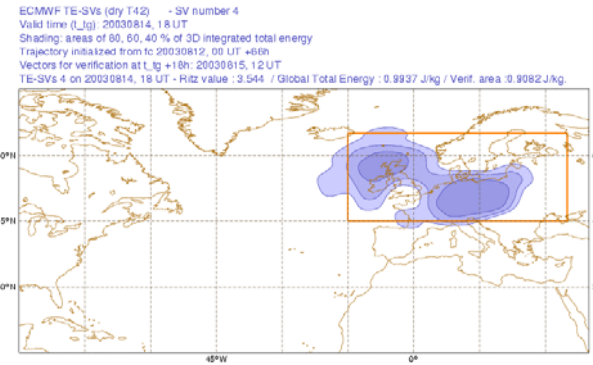 ECMWF TE-SVs (dry T42) - SV number 4
Valid time (t_tg): 20030814, 18 UT
Shading: areas of 80, 60, 40 % of 3D integrated total energy
Trajectory initialized from fc 20030812, 00 UT +66h
Vectors for verification at t_tg +18h: 20030815, 12 UT
TE-SVs 4 on 20030814, 18 UT - Ritz value : 3.544 / Global Total Energy : 0.9937 J/kg / Verif. area :0.9082 J/kg.
0°N
5°N
0°N
45°W
0°